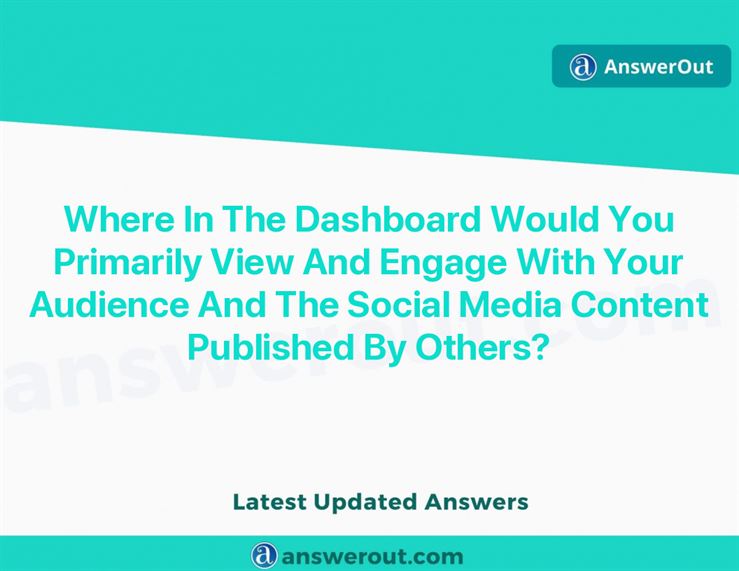 AnswerOut
Where In The Dashboard Would You
Primarily View And Engage With Your
Audience And The Social Media Content
Published By Others?
answerout.com
Latest Updated Answers
answerout.com